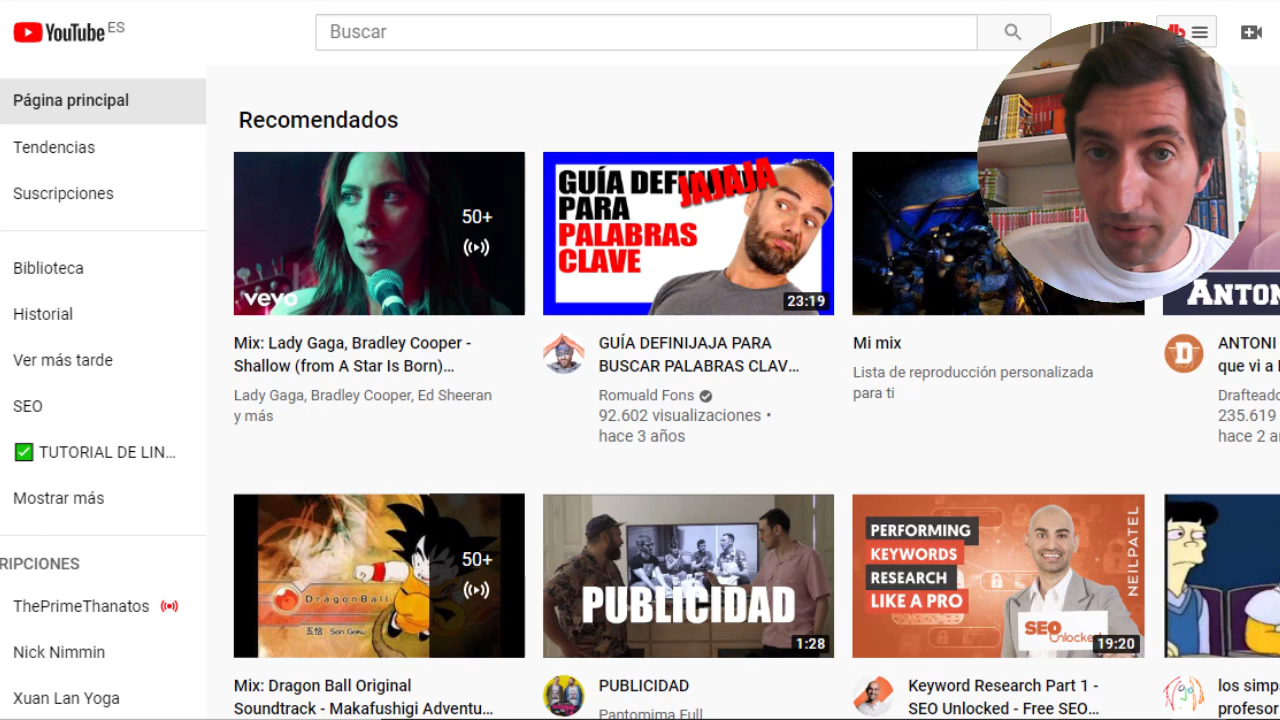 YouTube ES
Buscar
Página principal
Tendencias
Suscripciones
Biblioteca
Historial
Ver más tarde
SEO
✅ TUTORIAL DE LIN...
Mostrar más
RIPCIONES
ThePrimeThanatos
Nick Nimmin
Xuan Lan Yoga
Recomendados
50+
vevo
Mix: Lady Gaga, Bradley Cooper -
Shallow (from A Star Is Born)...
Lady Gaga, Bradley Cooper, Ed Sheeran
y más
GUÍA DEFINIJAJAJA
PARA
PALABRAS
CLAVE
23:19
GUÍA DEFINIJAJA PARA
BUSCAR PALABRAS CLAV...
Romuald Fons
92.602 visualizaciones •
hace 3 años
Mi mix
Lista de reproducción personalizada
para ti
ANTON
D
ANTONI
que vi a
Drafteado
235.619
hace 2 a
50+
DragonBall
五悟 Son Goku
Mix: Dragon Ball Original
Soundtrack - Makafushigi Adventu...
PUBLICIDAD
1:28
PUBLICIDAD
Pantomima Full
PERFORMING
KEYWORDS
RESEARCH
LIKE A PRO
NEILPATEL
SEO
Unlocked
19:20
Keyword Research Part 1 -
SEO Unlocked - Free SEO...
los simps
profesor